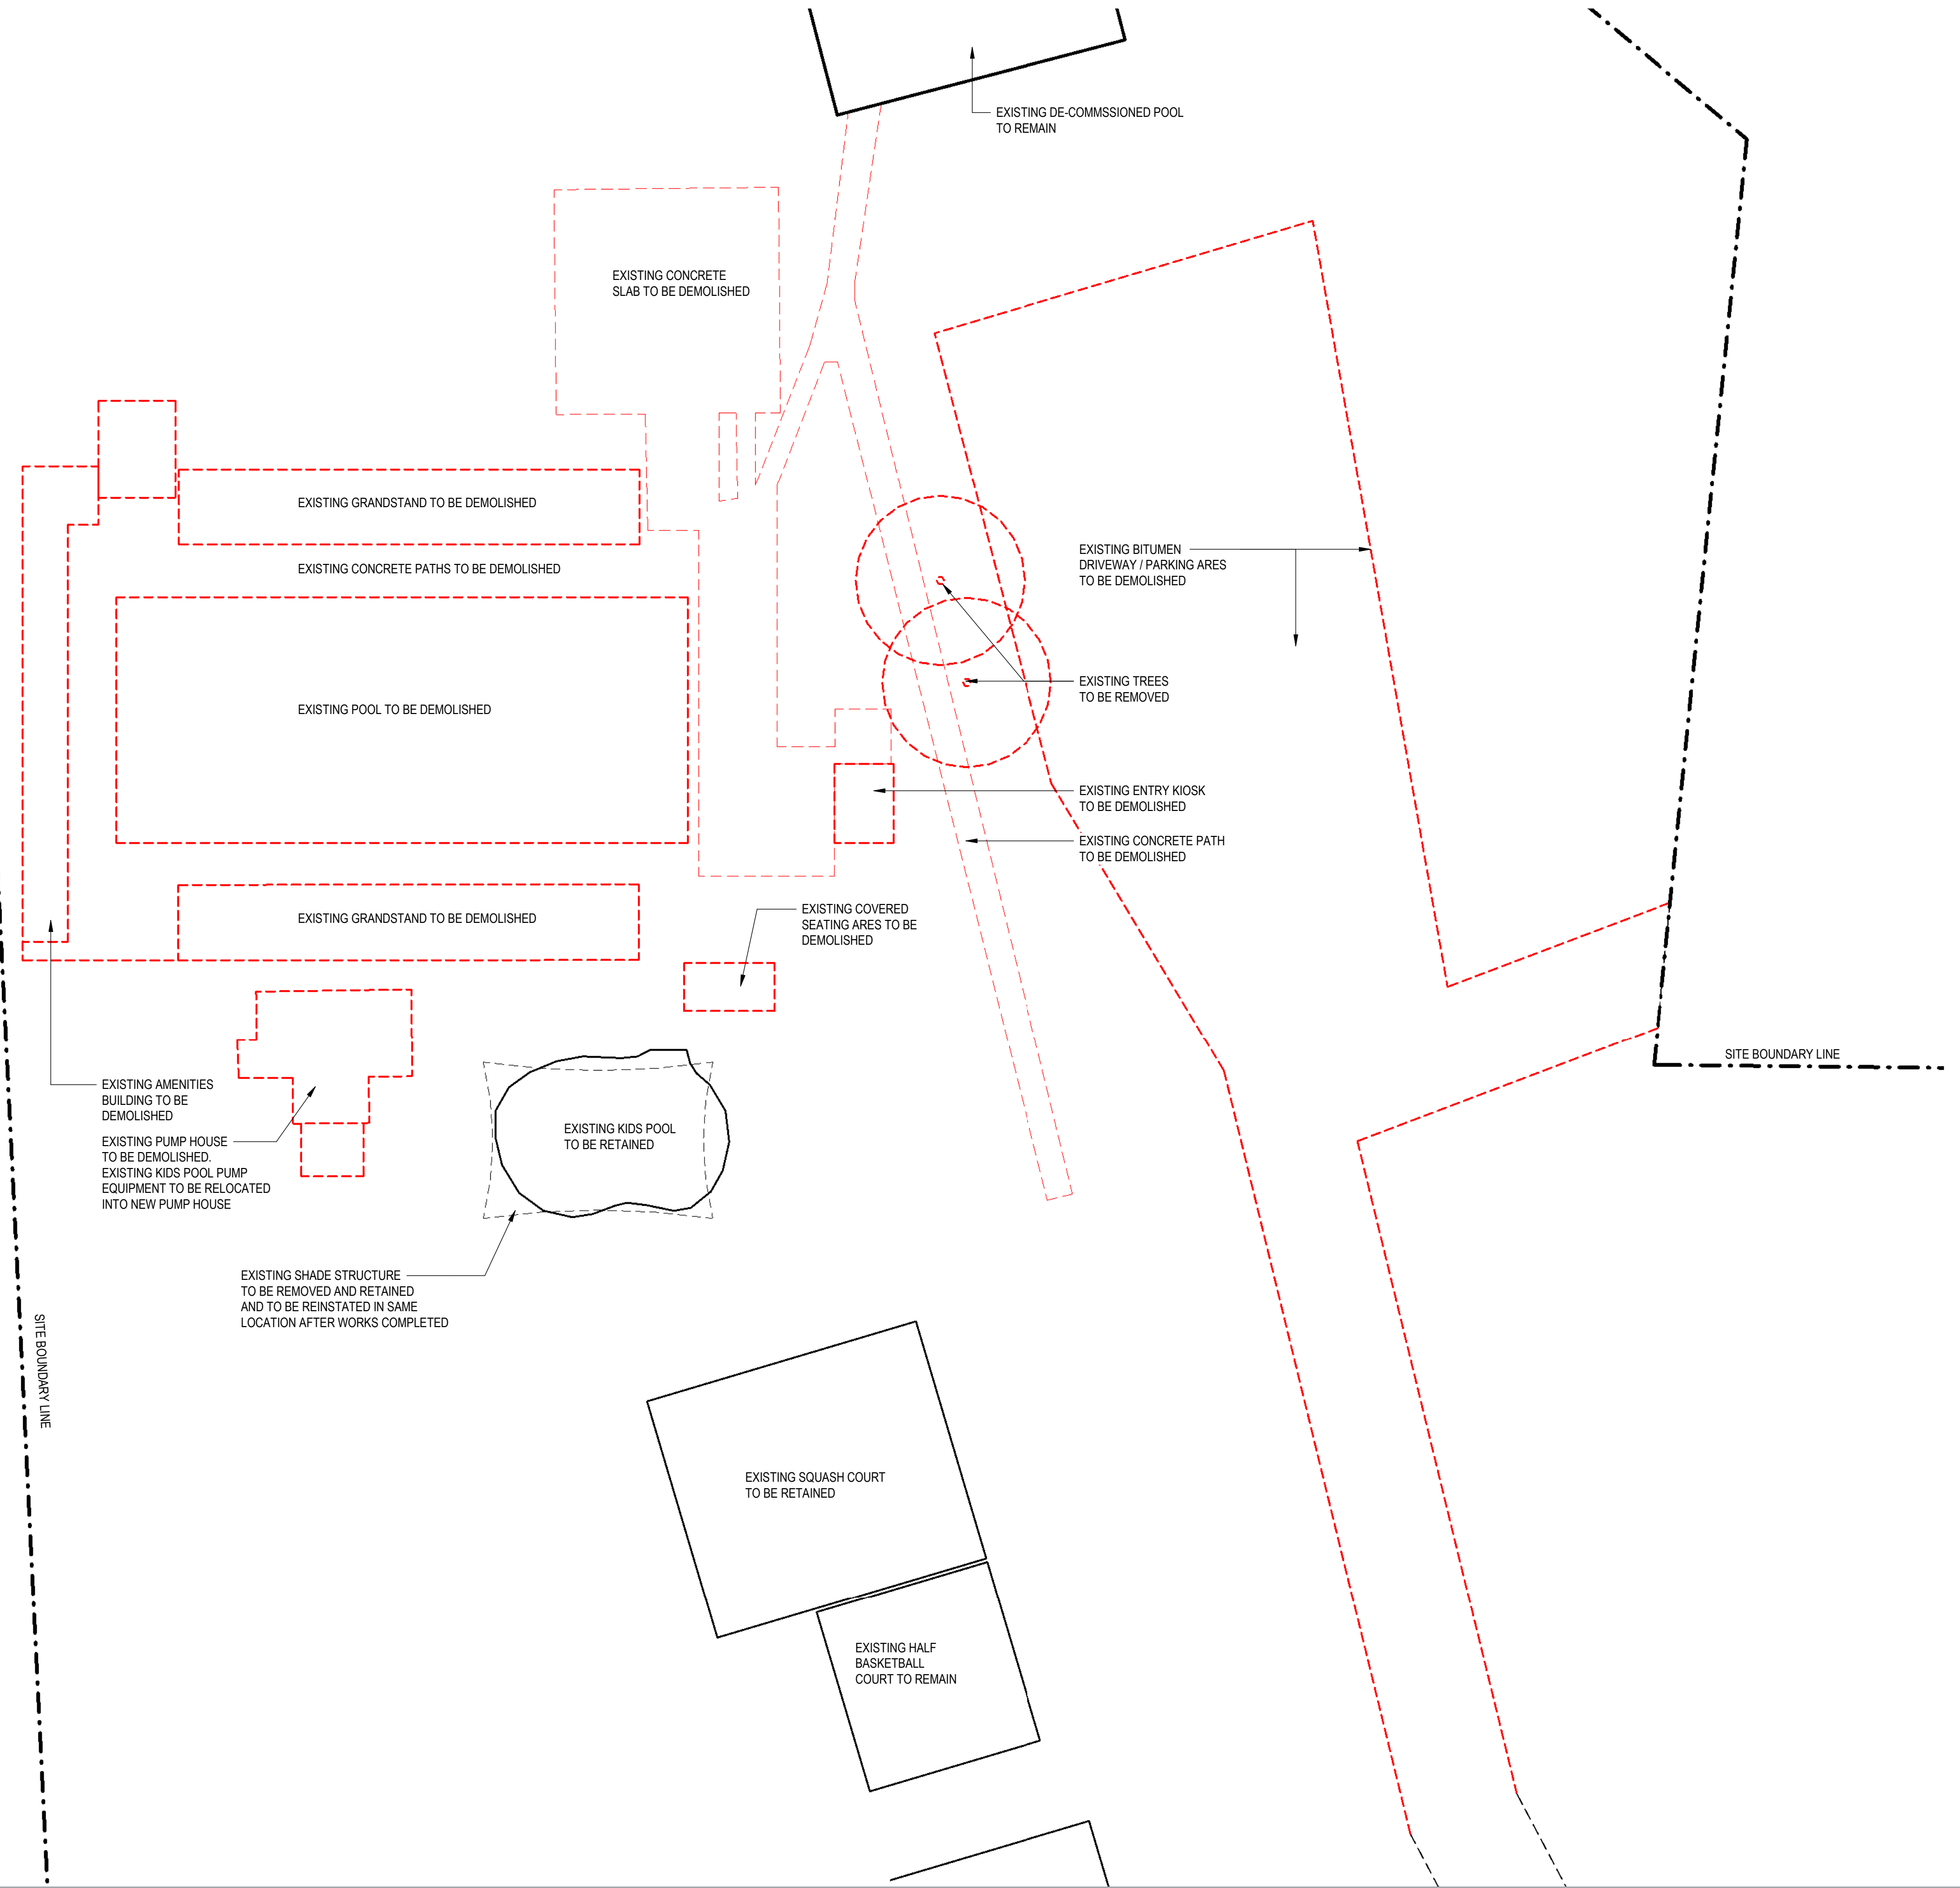 EXISTING DE-COMMSSIONED POOL
TO REMAIN
EXISTING CONCRETE
SLAB TO BE DEMOLISHED
EXISTING GRANDSTAND TO BE DEMOLISHED
EXISTING CONCRETE PATHS TO BE DEMOLISHED
EXISTING BITUMEN
DRIVEWAY / PARKING ARES
TO BE DEMOLISHED
EXISTING POOL TO BE DEMOLISHED
EXISTING TREES
TO BE REMOVED
EXISTING ENTRY KIOSK
TO BE DEMOLISHED
EXISTING CONCRETE PATH
TO BE DEMOLISHED
EXISTING GRANDSTAND TO BE DEMOLISHED
EXISTING COVERED
SEATING ARES TO BE
DEMOLISHED
SITE BOUNDARY LINE
EXISTING AMENITIES
BUILDING TO BE
DEMOLISHED
EXISTING PUMP HOUSE
TO BE DEMOLISHED.
EXISTING KIDS POOL PUMP
EQUIPMENT TO BE RELOCATED
INTO NEW PUMP HOUSE
EXISTING KIDS POOL
TO BE RETAINED
EXISTING SHADE STRUCTURE
TO BE REMOVED AND RETAINED
AND TO BE REINSTATED IN SAME
LOCATION AFTER WORKS COMPLETED
SITE BOUNDARY LINE
EXISTING SQUASH COURT
TO BE RETAINED
EXISTING HALF
BASKETBALL
COURT TO REMAIN